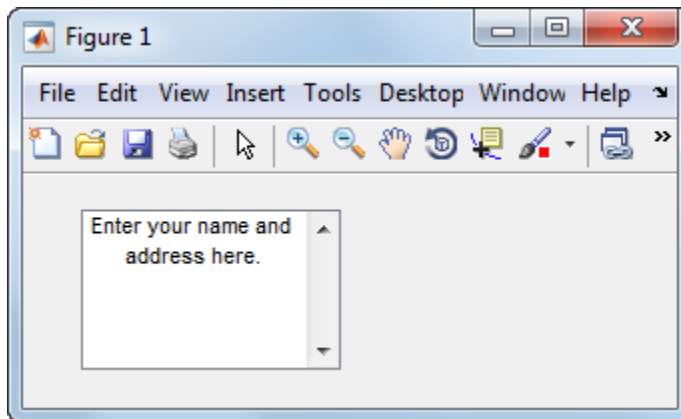 Figure 1
File Edit View Insert Tools Desktop Window Help
Enter your name and
address here.